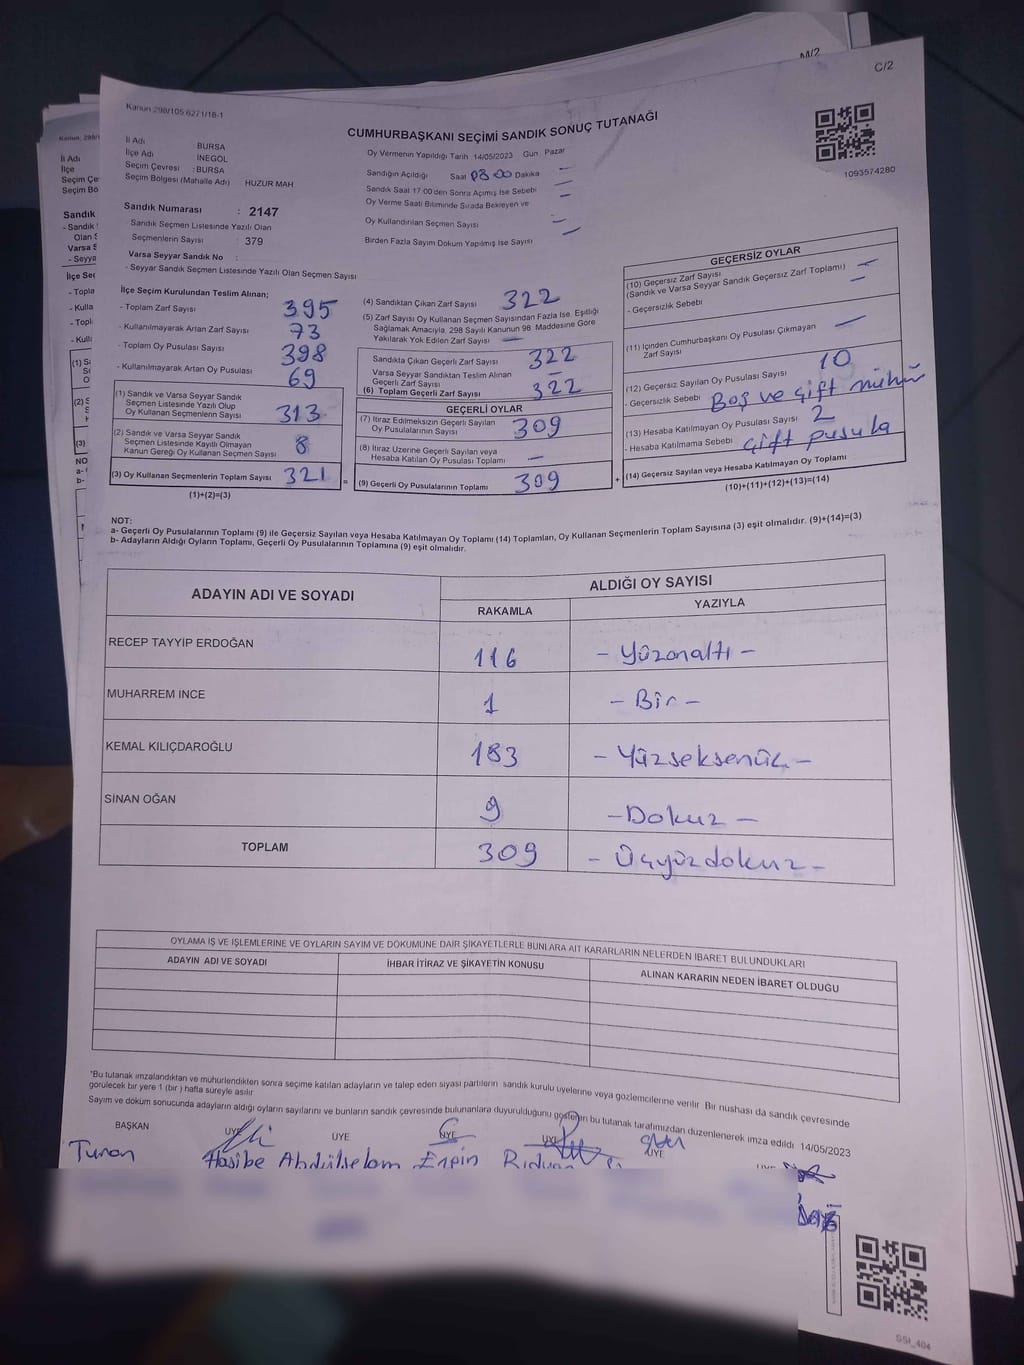 M/2
C/2
Kanun 298/105 6271/18-1
CUMHURBAŞKANI SEÇİMİ SANDIK SONUÇ TUTANAĞI
1093574280
İl Adı BURSA
İlçe Adı İNEGÖL
Seçim Çevresi : BURSA
Seçim Bölgesi (Mahalle Adı) HUZUR MAH
Sandık Numarası : 2147
Sandık Seçmen Listesinde Yazılı Olan
Seçmenlerin Sayısı : 379
Varsa Seyyar Sandık No :
- Seyyar Sandık Seçmen Listesinde Yazılı Olan Seçmen Sayısı
Oy Vermenin Yapıldığı Tarih 14/05/2023 Gün Pazar
Sandığın Açıldığı Saat 08 00 Dakika
Sandık Saat 17 00'den Sonra Açımış İse Sebebi
Oy Verme Saati Bitiminde Sırada Bekleyen ve
Oy Kullandırılan Seçmen Sayısı
Birden Fazla Sayım Döküm Yapılmış İse Sayısı
İlçe Seçim Kurulundan Teslim Alınan;
- Toplam Zarf Sayısı 395
- Kullanılmayarak Artan Zarf Sayısı 73
- Toplam Oy Pusulası Sayısı 398
- Kullanılmayarak Artan Oy Pusulası 69
(1) Sandık ve Varsa Seyyar Sandık
Seçmen Listesinde Yazılı Olup
Oy Kullanan Seçmenlerin Sayısı 313
(2) Sandık ve Varsa Seyyar Sandık
Seçmen Listesinde Kayıtlı Olmayan
Kanun Gereği Oy Kullanan Seçmen Sayısı 8
(3) Oy Kullanan Seçmenlerin Toplam Sayısı 321 =
(1)+(2)=(3)
(4) Sandıktan Çıkan Zarf Sayısı 322
(5) Zarf Sayısı Oy Kullanan Seçmen Sayısından Fazla İse, Eşitliği
Sağlamak Amacıyla, 298 Sayılı Kanunun 98. Maddesine Göre
Yakılarak Yok Edilen Zarf Sayısı —
Sandıkta Çıkan Geçerli Zarf Sayısı 322
Varsa Seyyar Sandıktan Teslim Alınan
Geçerli Zarf Sayısı —
(6) Toplam Geçerli Zarf Sayısı 322
GEÇERLİ OYLAR
(7) İtiraz Edilmeksizin Geçerli Sayılan
Oy Pusulalarının Sayısı 309
(8) İtiraz Üzerine Geçerli Sayılan veya
Hesaba Katılan Oy Pusulası Toplamı —
(9) Geçerli Oy Pusulalarının Toplamı 309 +
GEÇERSİZ OYLAR
(10) Geçersiz Zarf Sayısı —
(Sandık ve Varsa Seyyar Sandık Geçersiz Zarf Toplamı) —
- Geçersizlik Sebebi
(11) İçinden Cumhurbaşkanı Oy Pusulası Çıkmayan
Zarf Sayısı —
(12) Geçersiz Sayılan Oy Pusulası Sayısı 10
- Geçersizlik Sebebi Boş ve Çift mühür
(13) Hesaba Katılmayan Oy Pusulası Sayısı 2
- Hesaba Katılmama Sebebi Çift pusula
(14) Geçersiz Sayılan veya Hesaba Katılmayan Oy Toplamı
(10)+(11)+(12)+(13)=(14)
NOT:
a- Geçerli Oy Pusulalarının Toplamı (9) ile Geçersiz Sayılan veya Hesaba Katılmayan Oy Toplamı (14) Toplamları, Oy Kullanan Seçmenlerin Toplam Sayısına (3) eşit olmalıdır. (9)+(14)=(3)
b- Adayların Aldığı Oyların Toplamı, Geçerli Oy Pusulalarının Toplamına (9) eşit olmalıdır.
ADAYIN ADI VE SOYADI
ALDIĞI OY SAYISI
RAKAMLA YAZIYLA
RECEP TAYYİP ERDOĞAN 116 - Yüzonaltı -
MUHARREM İNCE 1 - Bir -
KEMAL KILIÇDAROĞLU 183 - Yüzseksenüç -
SİNAN OĞAN 9 - Dokuz -
TOPLAM 309 - Üçyüzdokuz -
OYLAMA İŞ VE İŞLEMLERİNE VE OYLARIN SAYIM VE DÖKÜMÜNE DAİR ŞİKAYETLERLE BUNLARA AİT KARARLARIN NELERDEN İBARET BULUNDUKLARI
ADAYIN ADI VE SOYADI İHBAR İTİRAZ VE ŞİKAYETİN KONUSU ALINAN KARARIN NEDEN İBARET OLDUĞU
*Bu tutanak imzalandıktan ve mühürlendikten sonra seçime katılan adayların ve talep eden siyasi partilerin sandık kurulu üyelerine veya gözlemcilerine verilir. Bir nüshası da sandık çevresinde
görülecek bir yere 1 (bir) hafta süreyle asılır
Sayım ve döküm sonucunda adayların aldığı oyların sayılarını ve bunların sandık çevresinde bulunanlara duyurulduğunu gösteren bu tutanak tarafımızdan düzenlenerek imza edildi 14/05/2023
BAŞKAN ÜYE ÜYE ÜYE ÜYE ÜYE
Turan Hasibe Abdülselam Ergin Rıdvan
SSİ_404